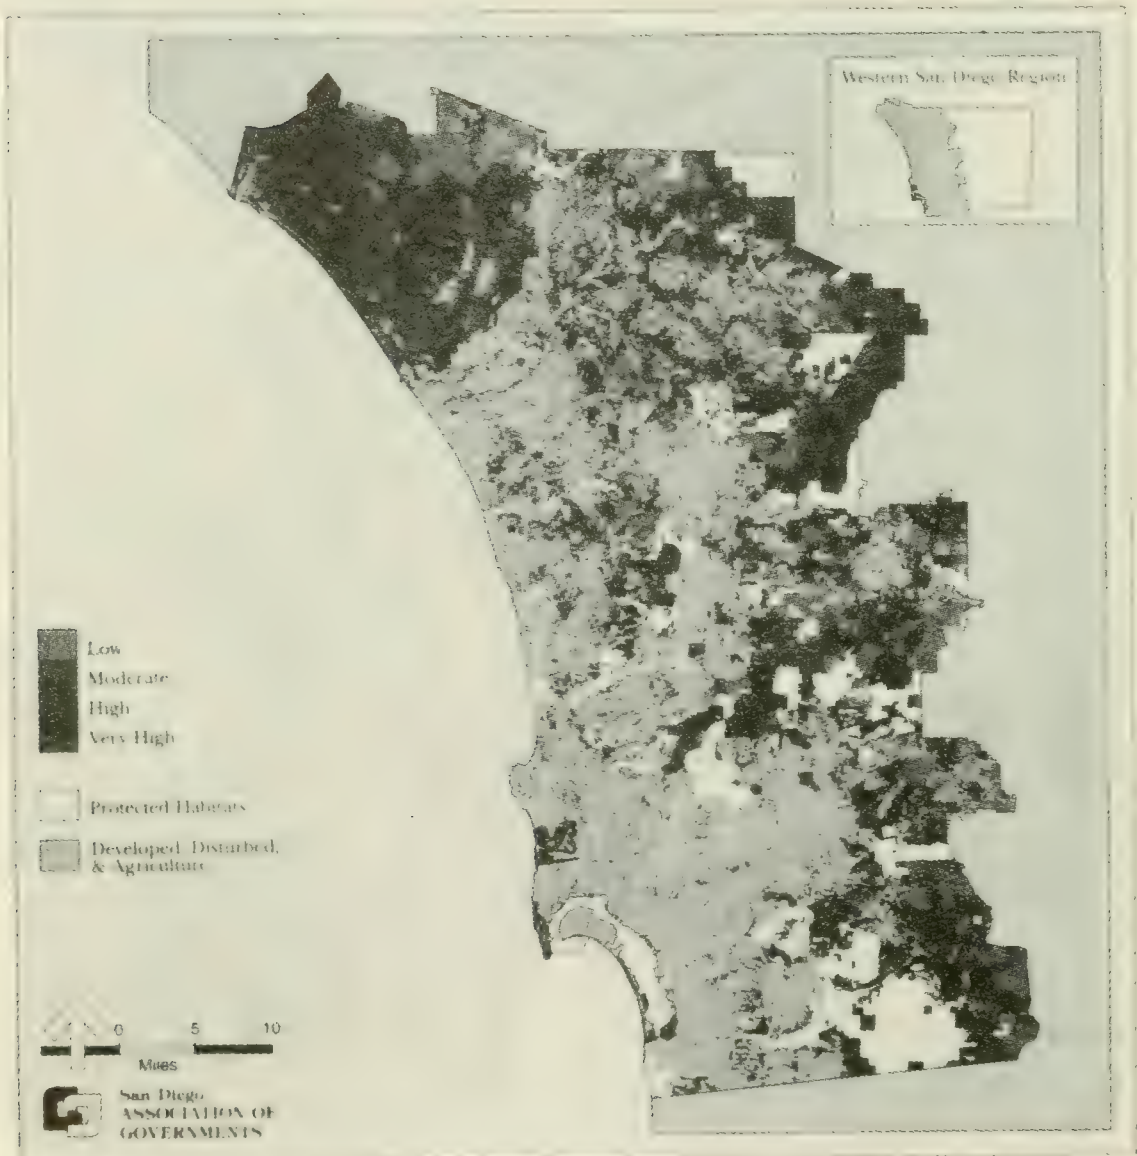 Western San Diego Region
Low
Moderate
High
Very High
Protected Habitats
Developed, Disturbed,
& Agriculture
0 5 10
Miles
San Diego
ASSOCIATION OF
GOVERNMENTS